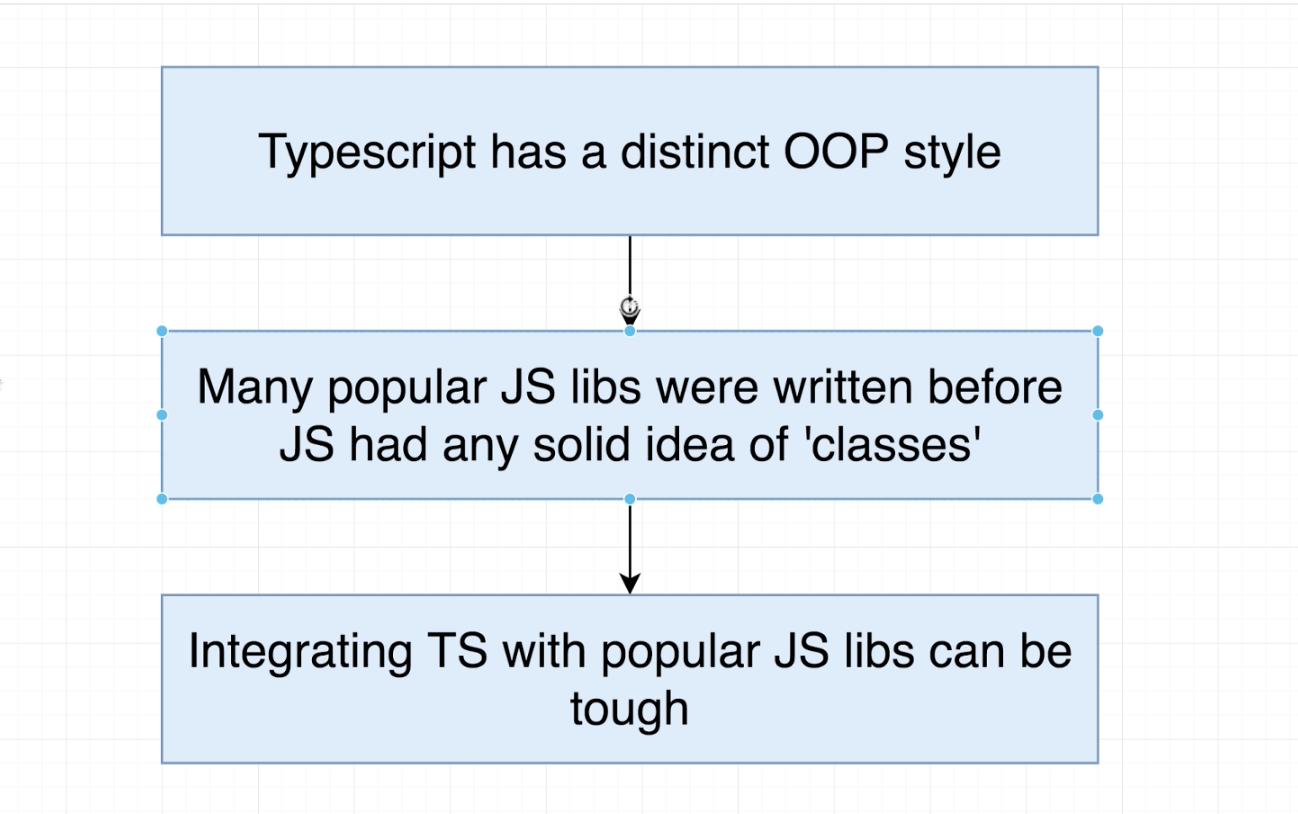 Typescript has a distinct OOP style
Many popular JS libs were written before
JS had any solid idea of 'classes'
Integrating TS with popular JS libs can be
tough